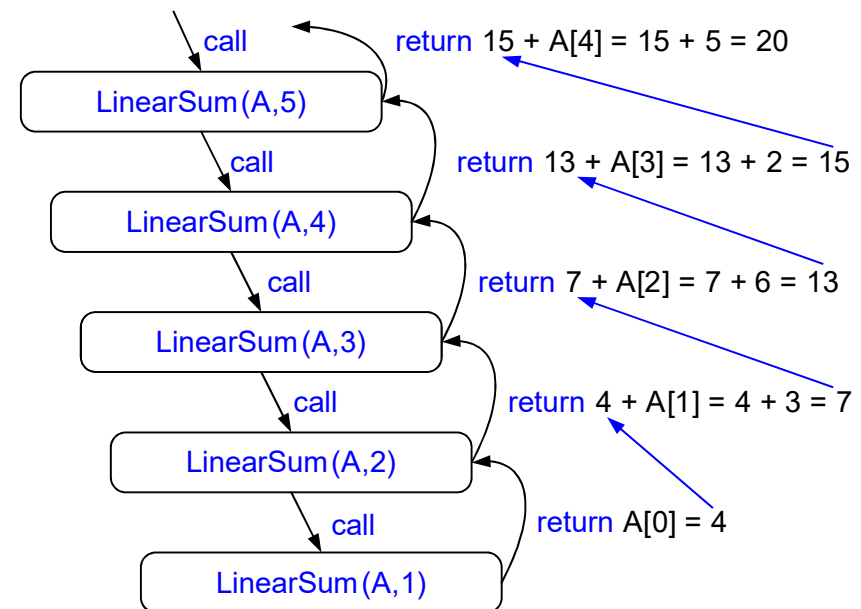 call
return 15 + A[4] = 15 + 5 = 20
LinearSum(A,5)
call
return 13 + A[3] = 13 + 2 = 15
LinearSum(A,4)
call
return 7 + A[2] = 7 + 6 = 13
LinearSum(A,3)
call
return 4 + A[1] = 4 + 3 = 7
LinearSum(A,2)
call
return A[0] = 4
LinearSum(A,1)